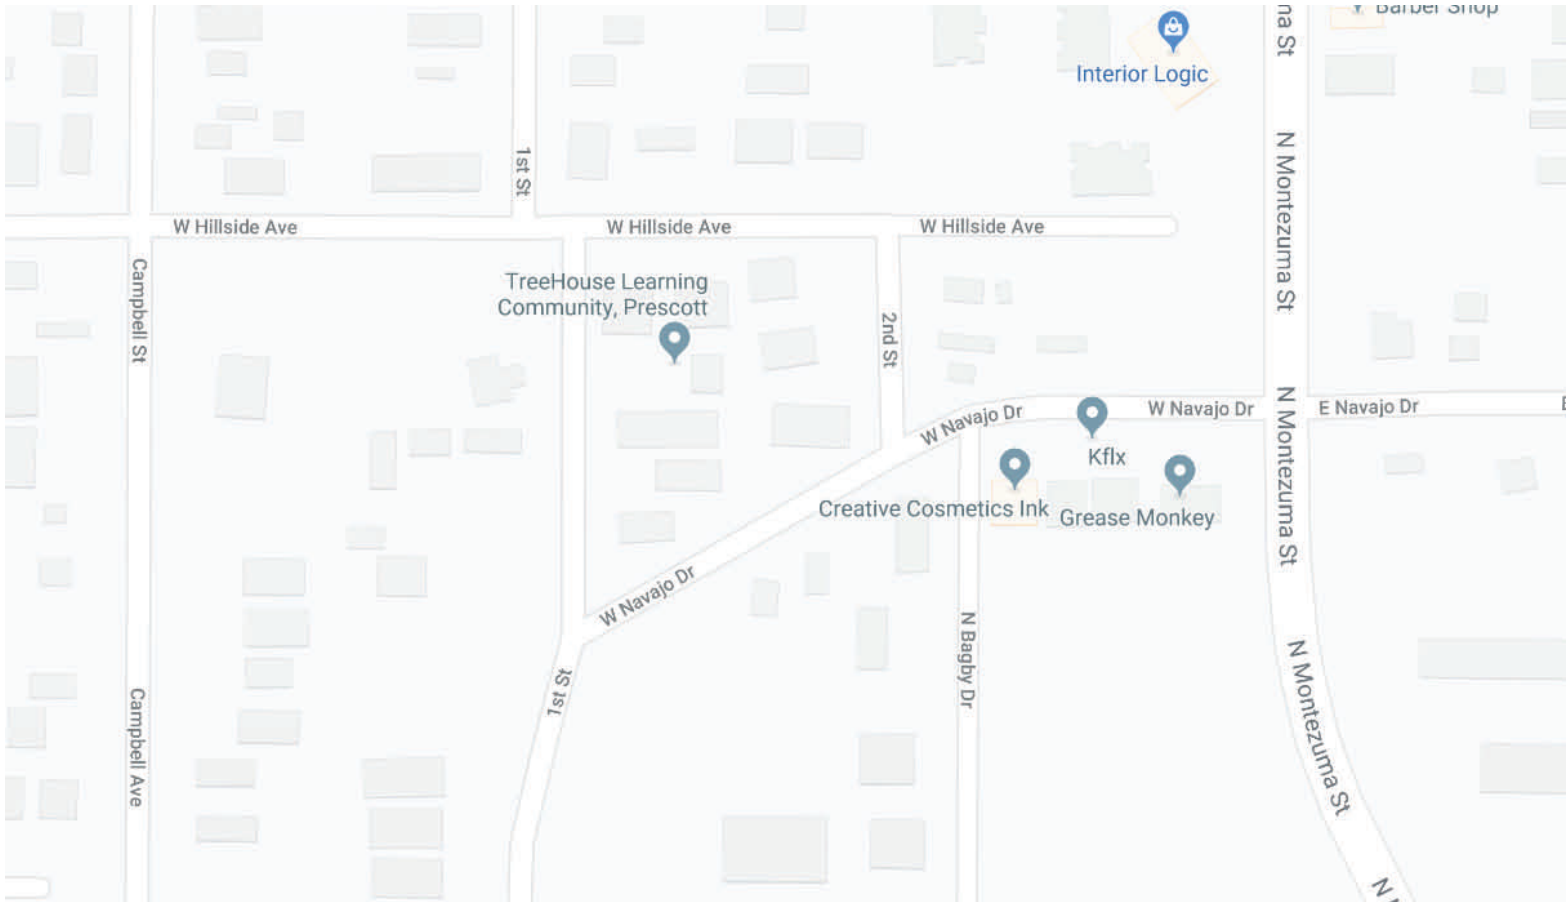 Barber Shop
na St
Interior Logic
N Montezuma St
1st St
W Hillside Ave
W Hillside Ave
W Hillside Ave
Campbell St
TreeHouse Learning
Community, Prescott
2nd St
W Navajo Dr
W Navajo Dr
E Navajo Dr
N Montezuma St
Kflx
Creative Cosmetics Ink
Grease Monkey
W Navajo Dr
N Bagby Dr
1st St
Campbell Ave
N Montezuma St
N